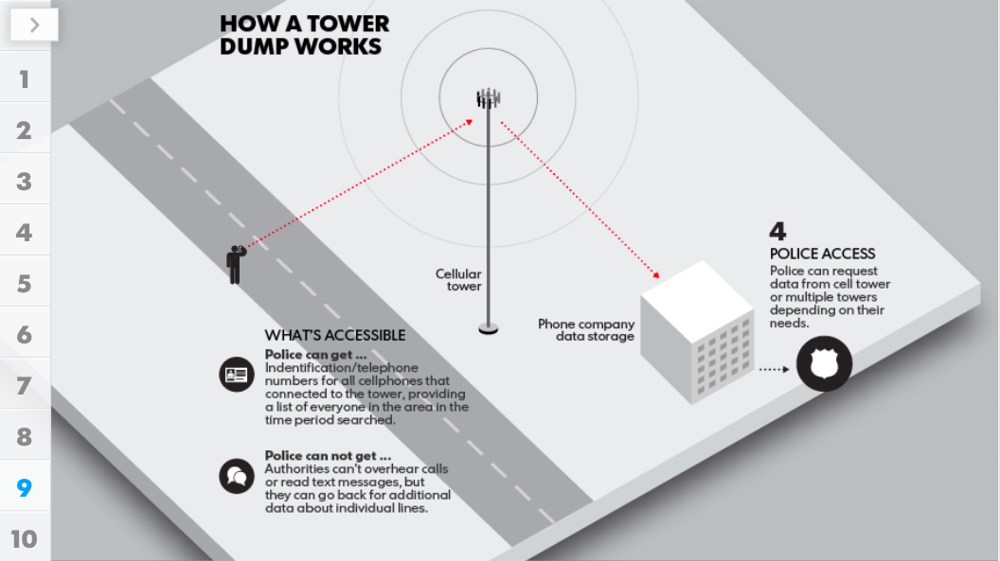 HOW A TOWER
DUMP WORKS
1
2
3
4
5
6
7
8
9
10
Cellular
tower
Phone company
data storage
4
POLICE ACCESS
Police can request
data from cell tower
or multiple towers
depending on their
needs.
WHAT'S ACCESSIBLE
Police can get ...
Indentification/telephone
numbers for all cellphones that
connected to the tower, providing
a list of everyone in the area in the
time period searched.
Police can not get ...
Authorities can't overhear calls
or read text messages, but
they can go back for additional
data about individual lines.